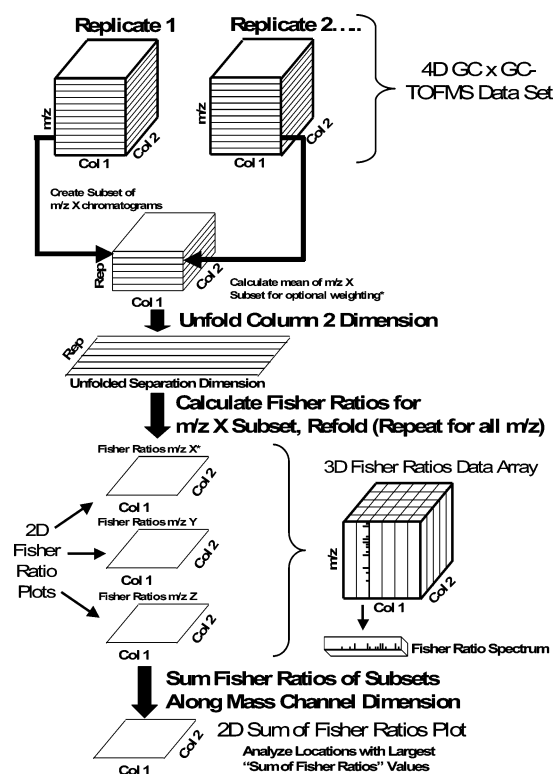 Replicate 1
Replicate 2....
4D GC x GC-
TOFMS Data Set
m/z
Col 1
Col 2
m/z
Col 1
Col 2
Create Subset of
m/z X chromatograms
Rep
Col 1
Col 2
Calculate mean of m/z X
Subset for optional weighting*
Unfold Column 2 Dimension
Rep
Unfolded Separation Dimension
Calculate Fisher Ratios for
m/z X Subset, Refold (Repeat for all m/z)
Fisher Ratios m/z X*
Col 1
Col 2
Fisher Ratios m/z Y
Col 1
Col 2
Fisher Ratios m/z Z
Col 1
Col 2
2D
Fisher
Ratio
Plots
3D Fisher Ratios Data Array
m/z
Col 1
Col 2
Fisher Ratio Spectrum
Sum Fisher Ratios of Subsets
Along Mass Channel Dimension
Col 1
Col 2
2D Sum of Fisher Ratios Plot
Analyze Locations with Largest
“Sum of Fisher Ratios” Values